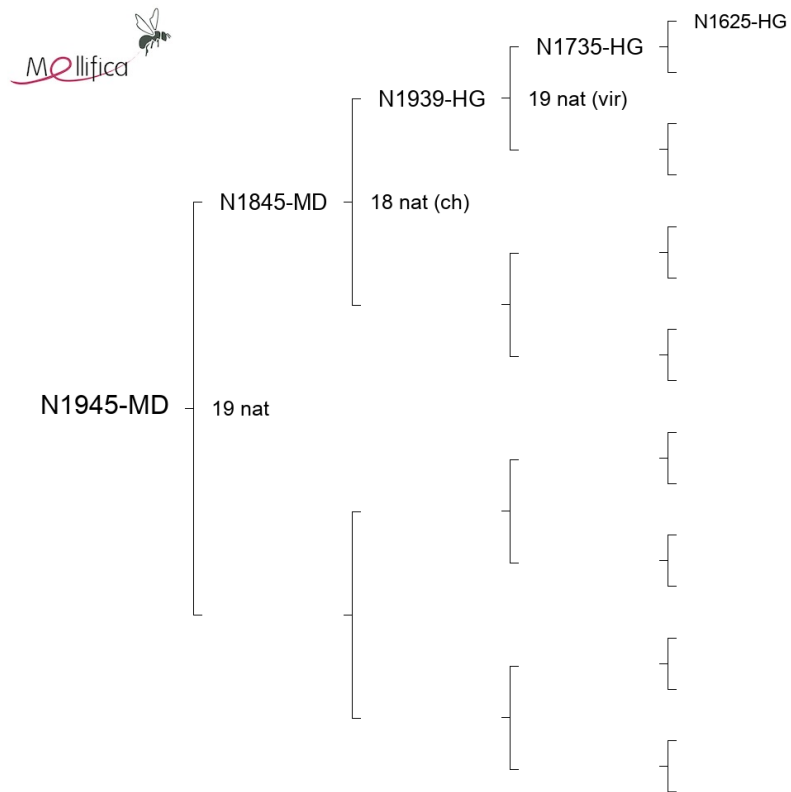 Mellifica
N1625-HG
N1735-HG
N1939-HG
19 nat (vir)
N1845-MD
18 nat (ch)
N1945-MD
19 nat